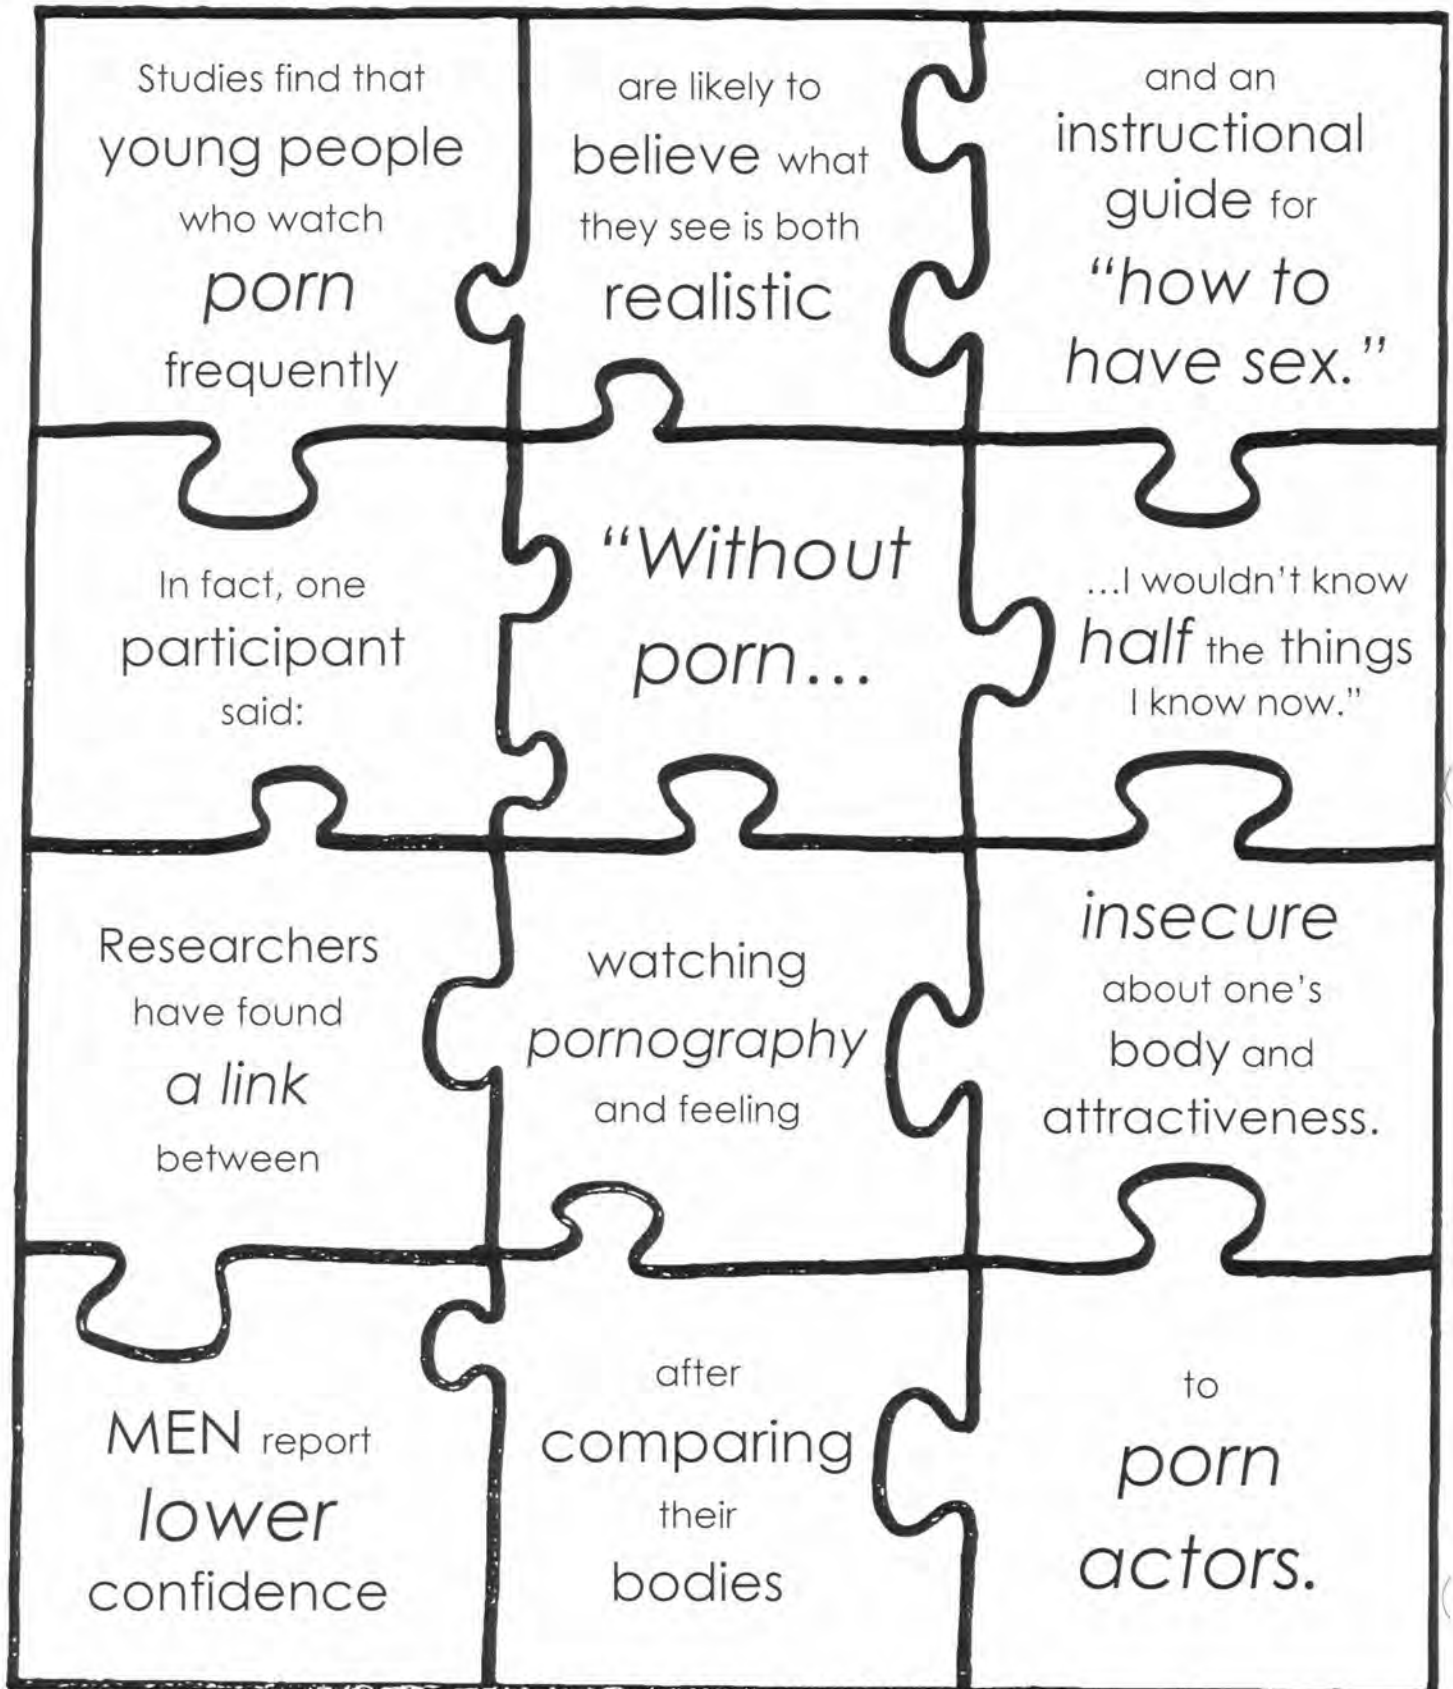 Studies find that
young people
who watch
porn
frequently
are likely to
believe what
they see is both
realistic
and an
instructional
guide for
“how to
have sex.”
In fact, one
participant
said:
“Without
porn...
...I wouldn't know
half the things
I know now.”
Researchers
have found
a link
between
watching
pornography
and feeling
insecure
about one's
body and
attractiveness.
MEN report
lower
confidence
after
comparing
their
bodies
to
porn
actors.